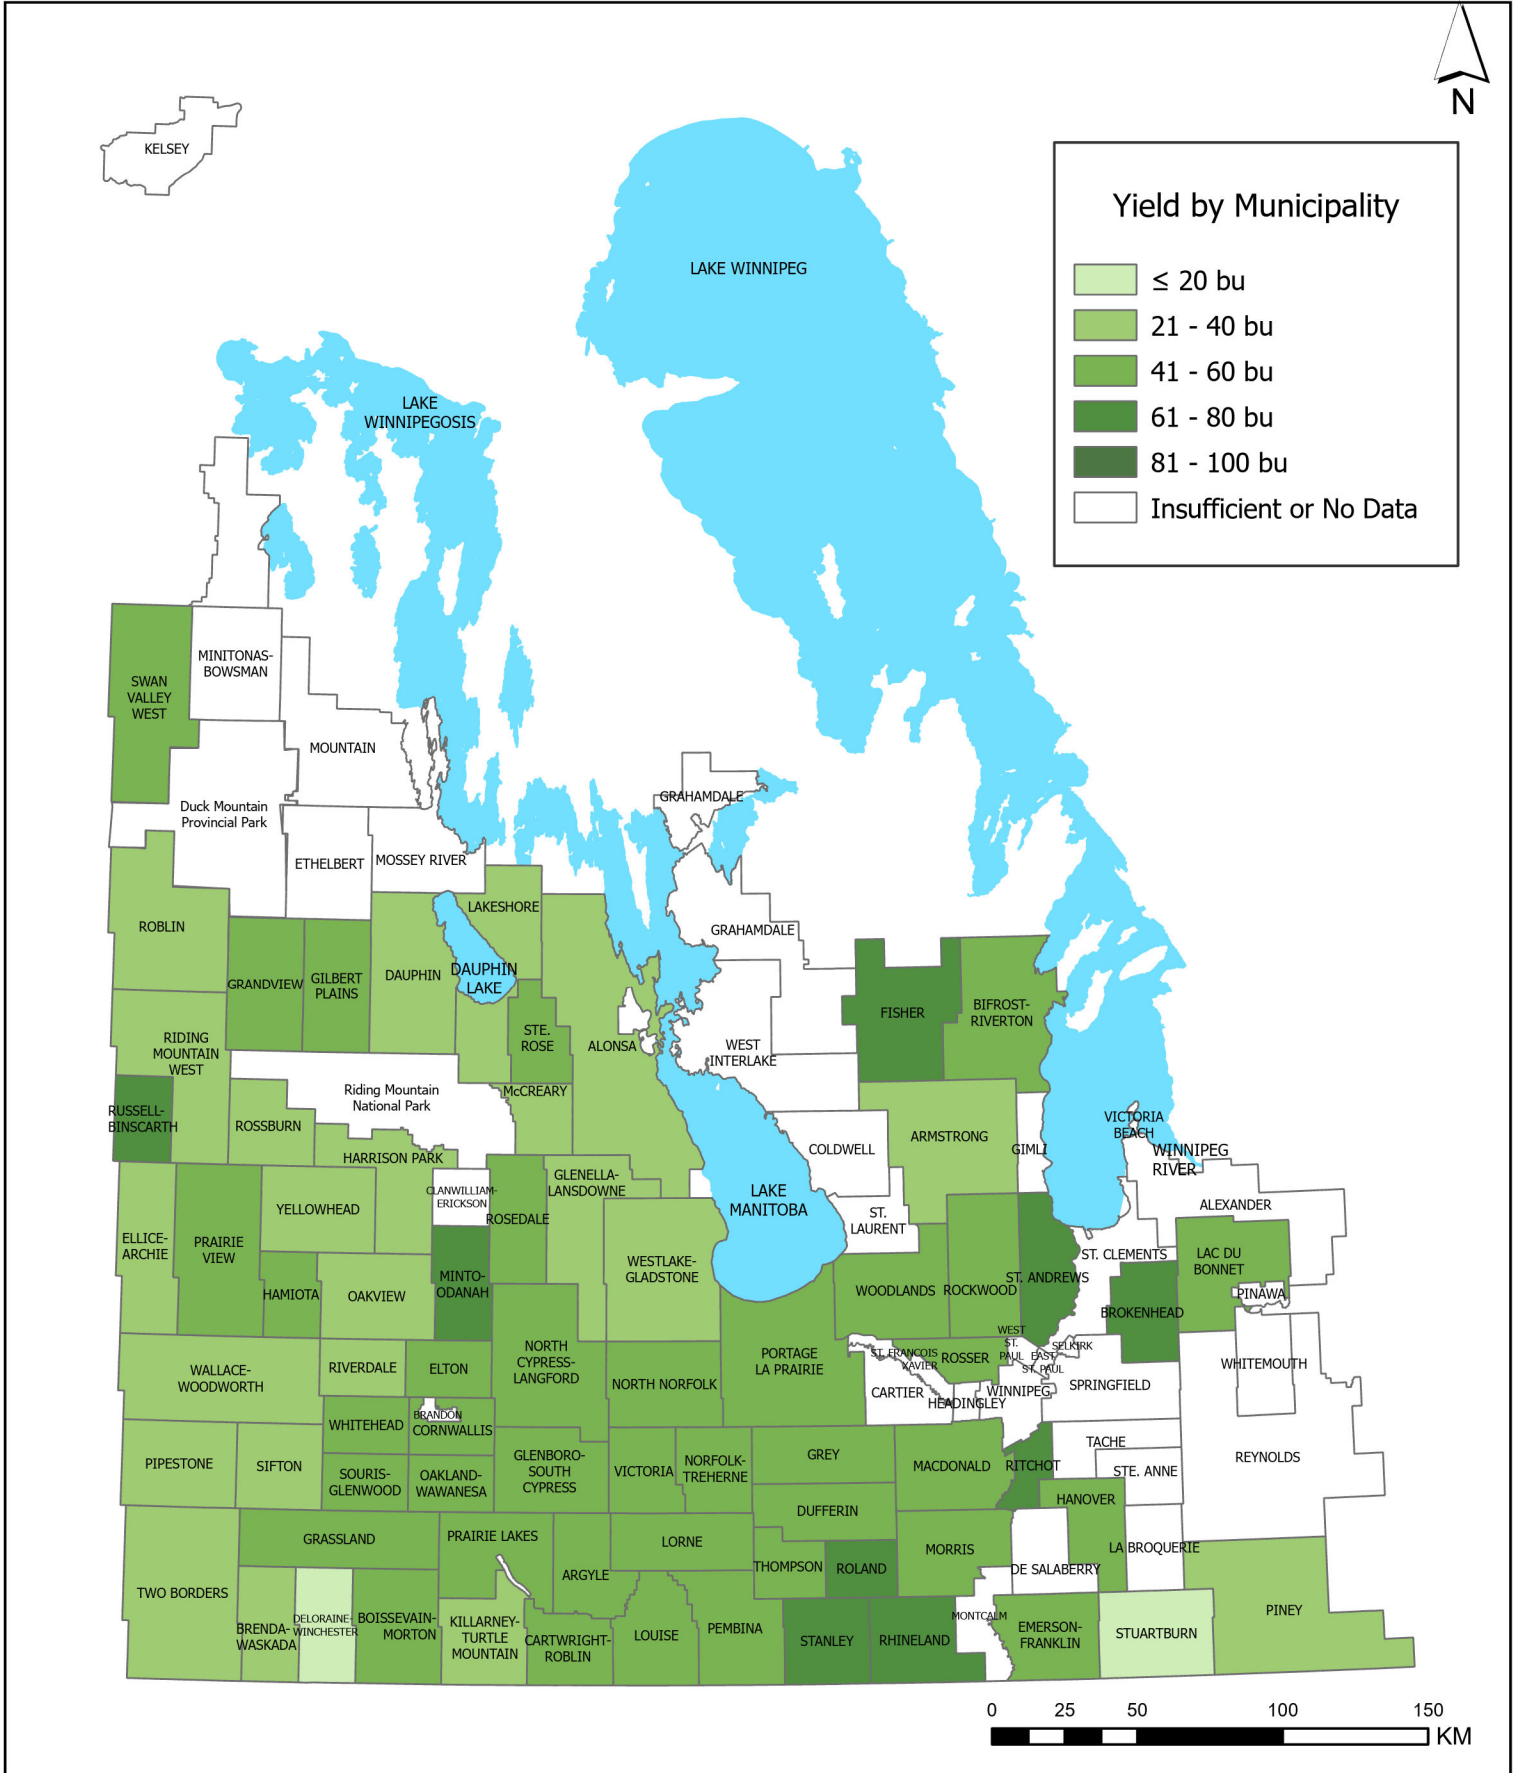 N
KELSEY
Yield by Municipality
≤ 20 bu
21 - 40 bu
41 - 60 bu
61 - 80 bu
81 - 100 bu
Insufficient or No Data
LAKE WINNIPEG
LAKE
WINNIPEGOSIS
MINITONAS-
BOWSMAN
SWAN
VALLEY
WEST
MOUNTAIN
Duck Mountain
Provincial Park
GRAHAMDALE
ETHELBERT
MOSSEY RIVER
LAKESHORE
ROBLIN
GRAHAMDALE
GRANDVIEW
GILBERT
PLAINS
DAUPHIN
DAUPHIN
LAKE
FISHER
BIFROST-
RIVERTON
RIDING
MOUNTAIN
WEST
STE.
ROSE
ALONSA
WEST
INTERLAKE
Riding Mountain
National Park
McCREARY
RUSSELL-
BINSCARTH
ROSSBURN
VICTORIA
BEACH
ARMSTRONG
GIMLI
COLDWELL
HARRISON PARK
WINNIPEG
RIVER
GLENELLA-
LANSDOWNE
CLANWILLIAM-
ERICKSON
LAKE
MANITOBA
ALEXANDER
YELLOWHEAD
ROSEDALE
ST.
LAURENT
ELLICE-
ARCHIE
PRAIRIE
VIEW
ST. CLEMENTS
LAC DU
BONNET
WESTLAKE-
GLADSTONE
MINTO-
ODANAH
HAMIOTA
OAKVIEW
WOODLANDS
ROCKWOOD
ST. ANDREWS
PINAWA
BROKENHEAD
WEST
ST.
PAUL
EAST
ST. PAUL
SELKIRK
NORTH
CYPRESS-
LANGFORD
PORTAGE
LA PRAIRIE
ST. FRANCOIS
XAVIER
ROSSER
WHITEMOUTH
WALLACE-
WOODWORTH
RIVERDALE
ELTON
NORTH NORFOLK
CARTIER
HEADINGLEY
WINNIPEG
SPRINGFIELD
BRANDON
WHITEHEAD
CORNWALLIS
TACHE
PIPESTONE
SIFTON
SOURIS-
GLENWOOD
OAKLAND-
WAWANESA
GLENBORO-
SOUTH
CYPRESS
VICTORIA
NORFOLK-
TREHERNE
GREY
MACDONALD
RITCHOT
STE. ANNE
REYNOLDS
HANOVER
DUFFERIN
GRASSLAND
PRAIRIE LAKES
LORNE
MORRIS
LA BROQUERIE
DE SALABERRY
ARGYLE
THOMPSON
ROLAND
TWO BORDERS
BRENDA-
WASKADA
DELORAINE-
WINCHESTER
BOISSEVAIN-
MORTON
KILLARNEY-
TURTLE
MOUNTAIN
CARTWRIGHT-
ROBLIN
LOUISE
PEMBINA
STANLEY
RHINELAND
MONTCALM
EMERSON-
FRANKLIN
STUARTBURN
PINEY
0 25 50 100 150
KM